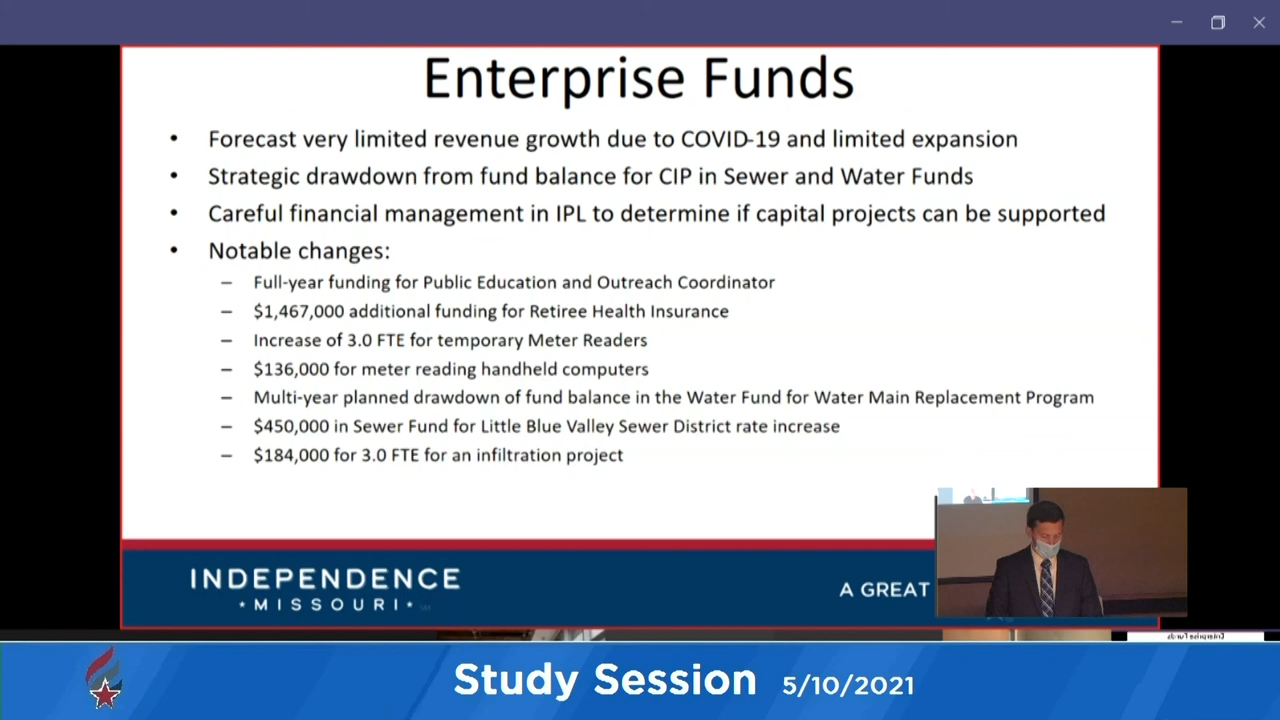 Enterprise Funds
• Forecast very limited revenue growth due to COVID-19 and limited expansion
• Strategic drawdown from fund balance for CIP in Sewer and Water Funds
• Careful financial management in IPL to determine if capital projects can be supported
• Notable changes:
– Full-year funding for Public Education and Outreach Coordinator
– $1,467,000 additional funding for Retiree Health Insurance
– Increase of 3.0 FTE for temporary Meter Readers
– $136,000 for meter reading handheld computers
– Multi-year planned drawdown of fund balance in the Water Fund for Water Main Replacement Program
– $450,000 in Sewer Fund for Little Blue Valley Sewer District rate increase
– $184,000 for 3.0 FTE for an infiltration project
INDEPENDENCE
MISSOURI
A GREAT
Study Session 5/10/2021